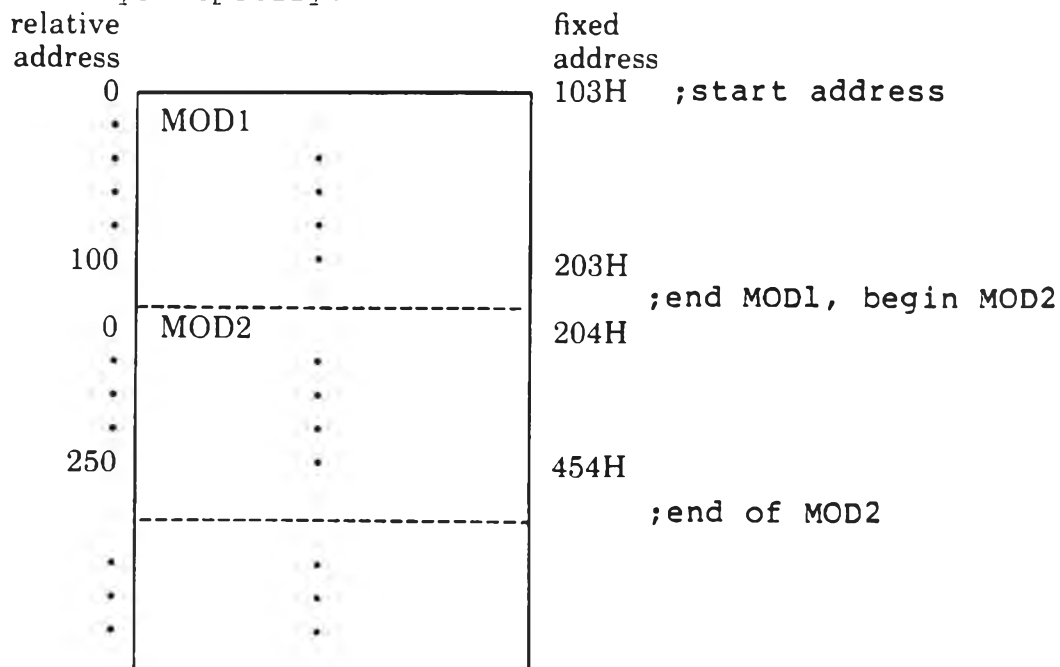 relative fixed
address address
0 103H ;start address
MOD1
100 203H
;end MOD1, begin MOD2
0 MOD2 204H
250 454H
;end of MOD2